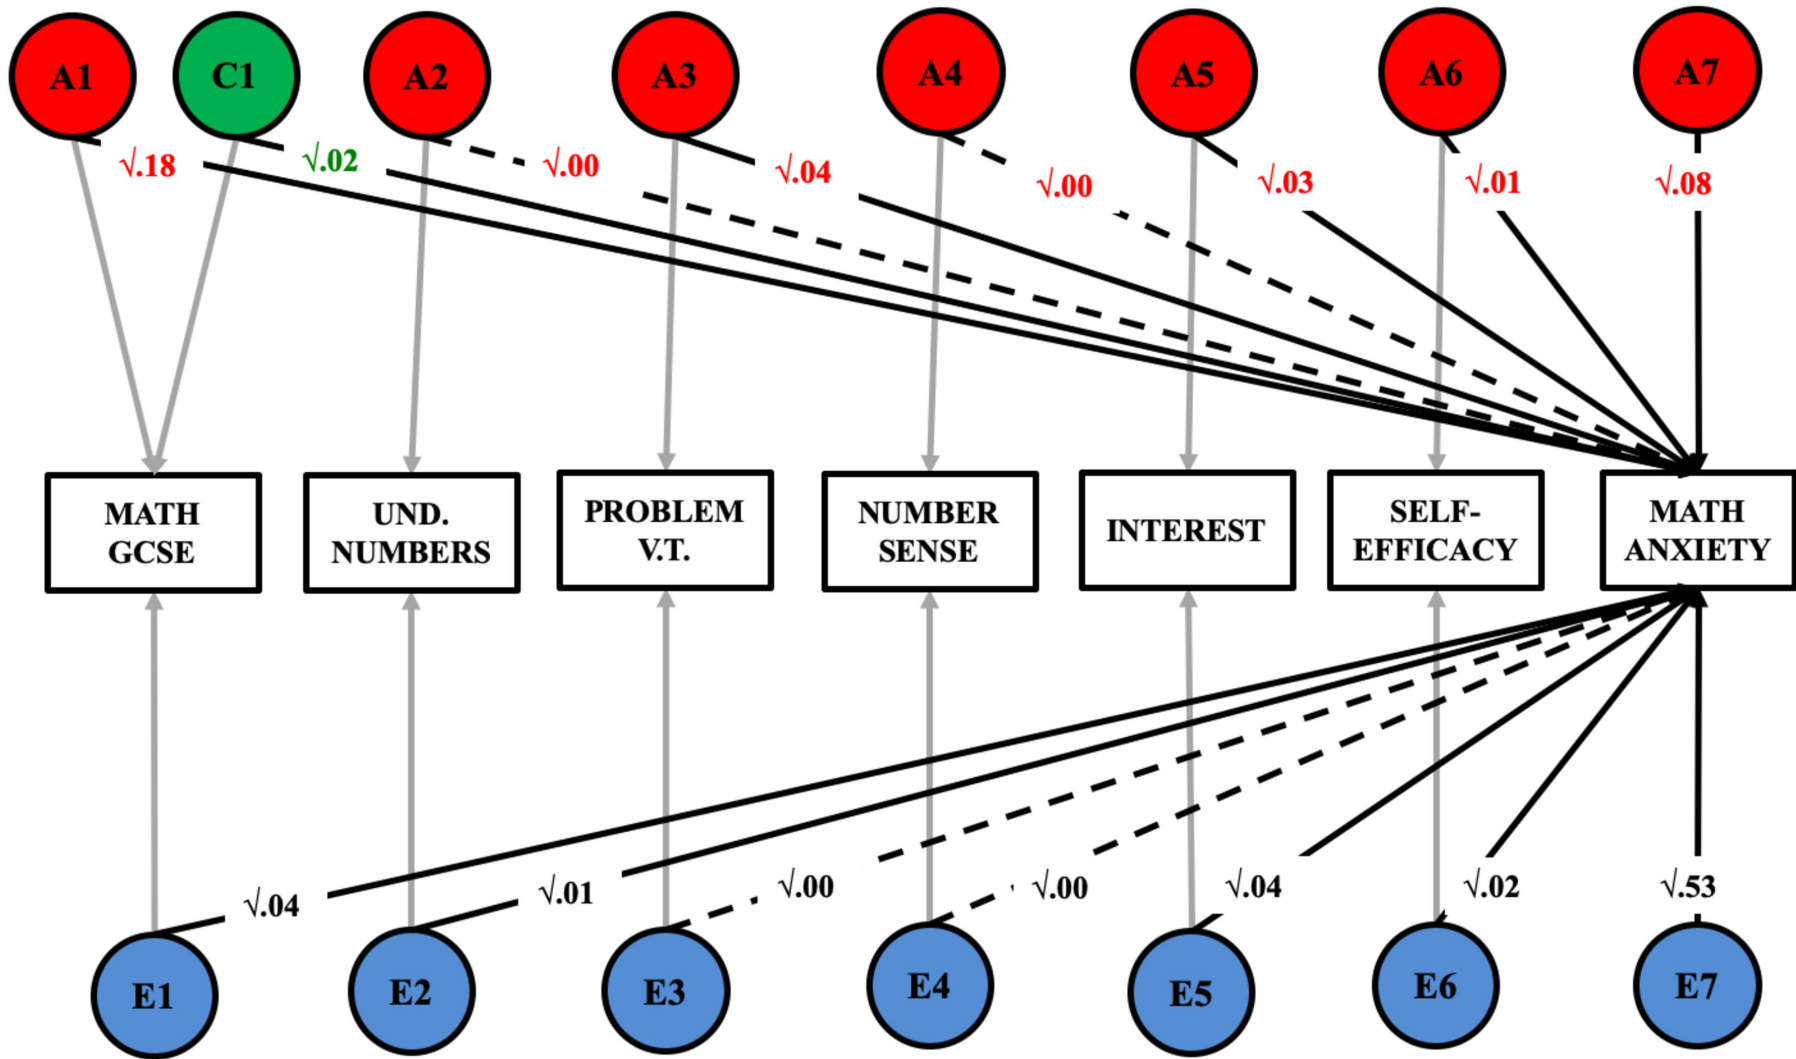 A1
C1
A2
A3
A4
A5
A6
A7
√.18
√.02
√.00
√.04
√.00
√.03
√.01
√.08
MATH
GCSE
UND.
NUMBERS
PROBLEM
V.T.
NUMBER
SENSE
INTEREST
SELF-
EFFICACY
MATH
ANXIETY
√.04
√.01
√.00
√.00
√.04
√.02
√.53
E1
E2
E3
E4
E5
E6
E7